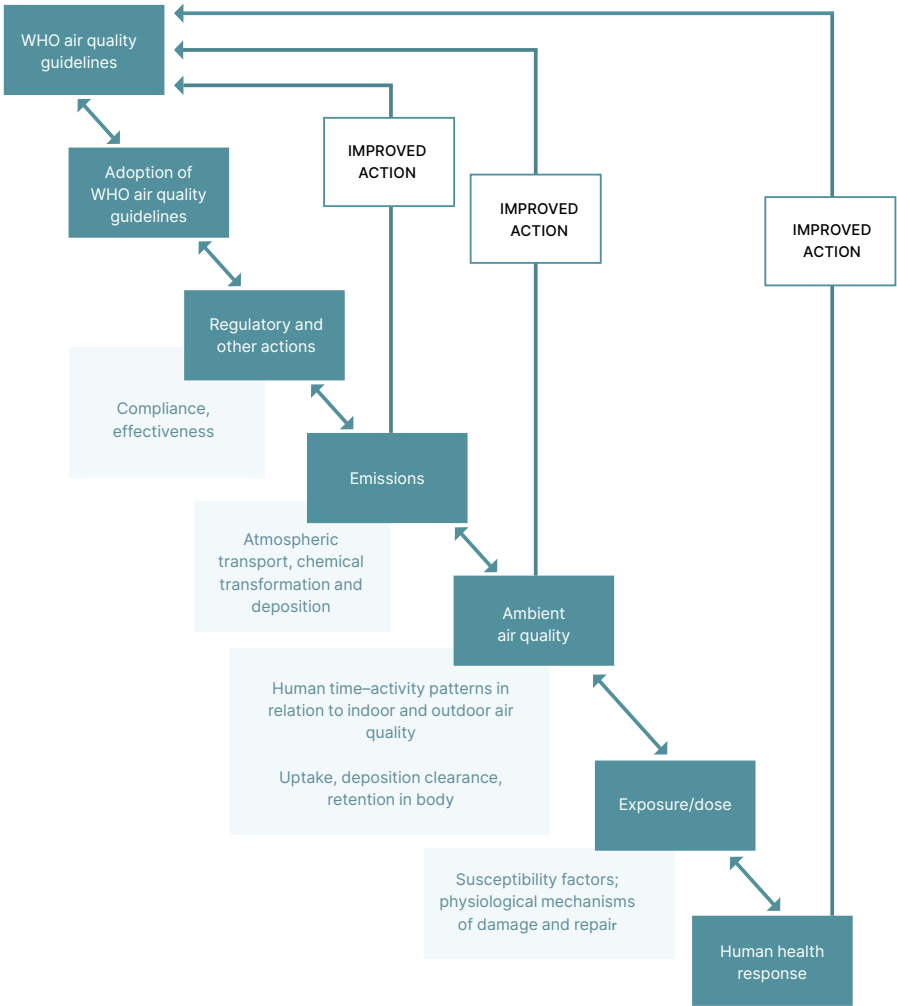 WHO air quality
guidelines
IMPROVED
ACTION
Adoption of
WHO air quality
guidelines
IMPROVED
ACTION
IMPROVED
ACTION
Regulatory and
other actions
Compliance,
effectiveness
Emissions
Atmospheric
transport, chemical
transformation and
deposition
Ambient
air quality
Human time–activity patterns in
relation to indoor and outdoor air
quality
Uptake, deposition clearance,
retention in body
Exposure/dose
Susceptibility factors;
physiological mechanisms
of damage and repair
Human health
response